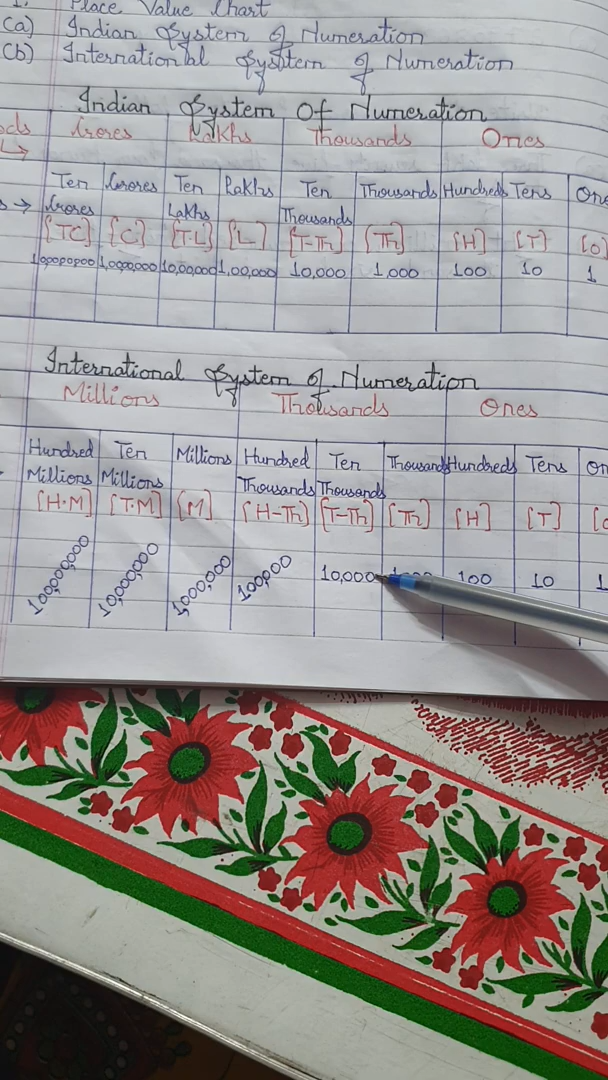 1. Place Value Chart
(a) Indian System of Numeration
(b) International System of Numeration
Indian System Of Numeration
Crores Lakhs Thousands Ones
Ten Crores Ten Lakhs Ten Thousands Hundreds Tens
Crores Lakhs Thousands
[TC] [C] [T.L] [L] [T-Th] [Th] [H] [T] [O]
10,00,00,000 1,00,00,000 10,00,000 1,00,000 10,000 1,000 100 10 1
International System of Numeration
Millions Thousands Ones
Hundred Ten Millions Hundred Ten Thousands Hundreds Tens
Millions Millions Thousands Thousands
[H.M] [T.M] [M] [H-Th] [T-Th] [Th] [H] [T]
100,000,000 10,000,000 1,000,000 100,000 10,000 100 10 1